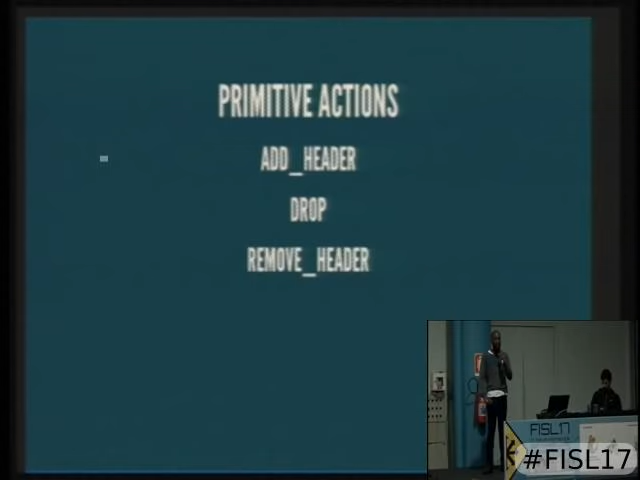 PRIMITIVE ACTIONS
ADD_HEADER
DROP
REMOVE_HEADER
FISL17
#FISL17